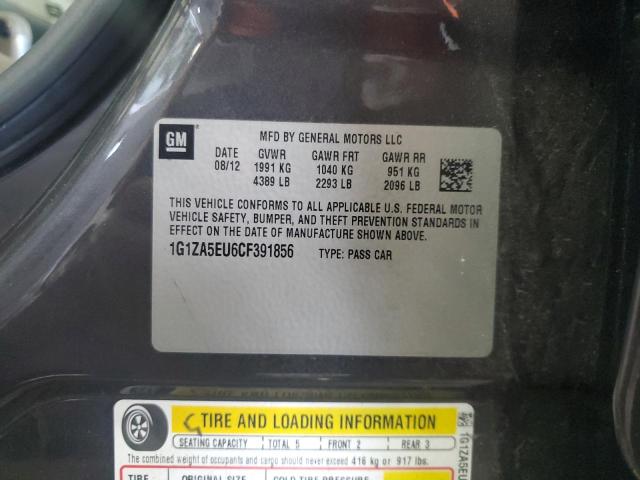 GM
MFD BY GENERAL MOTORS LLC
DATE GVWR GAWR FRT GAWR RR
08/12 1991 KG 1040 KG 951 KG
4389 LB 2293 LB 2096 LB
THIS VEHICLE CONFORMS TO ALL APPLICABLE U.S. FEDERAL MOTOR
VEHICLE SAFETY, BUMPER, AND THEFT PREVENTION STANDARDS IN
EFFECT ON THE DATE OF MANUFACTURE SHOWN ABOVE.
1G1ZA5EU6CF391856 TYPE: PASS CAR
TIRE AND LOADING INFORMATION
SEATING CAPACITY TOTAL 5 FRONT 2 REAR 3
The combined weight of occupants and cargo should never exceed 416 kg or 917 lbs.
TIRE ORIGINAL SIZE COLD TIRE PRESSURE
1G1ZA5EU